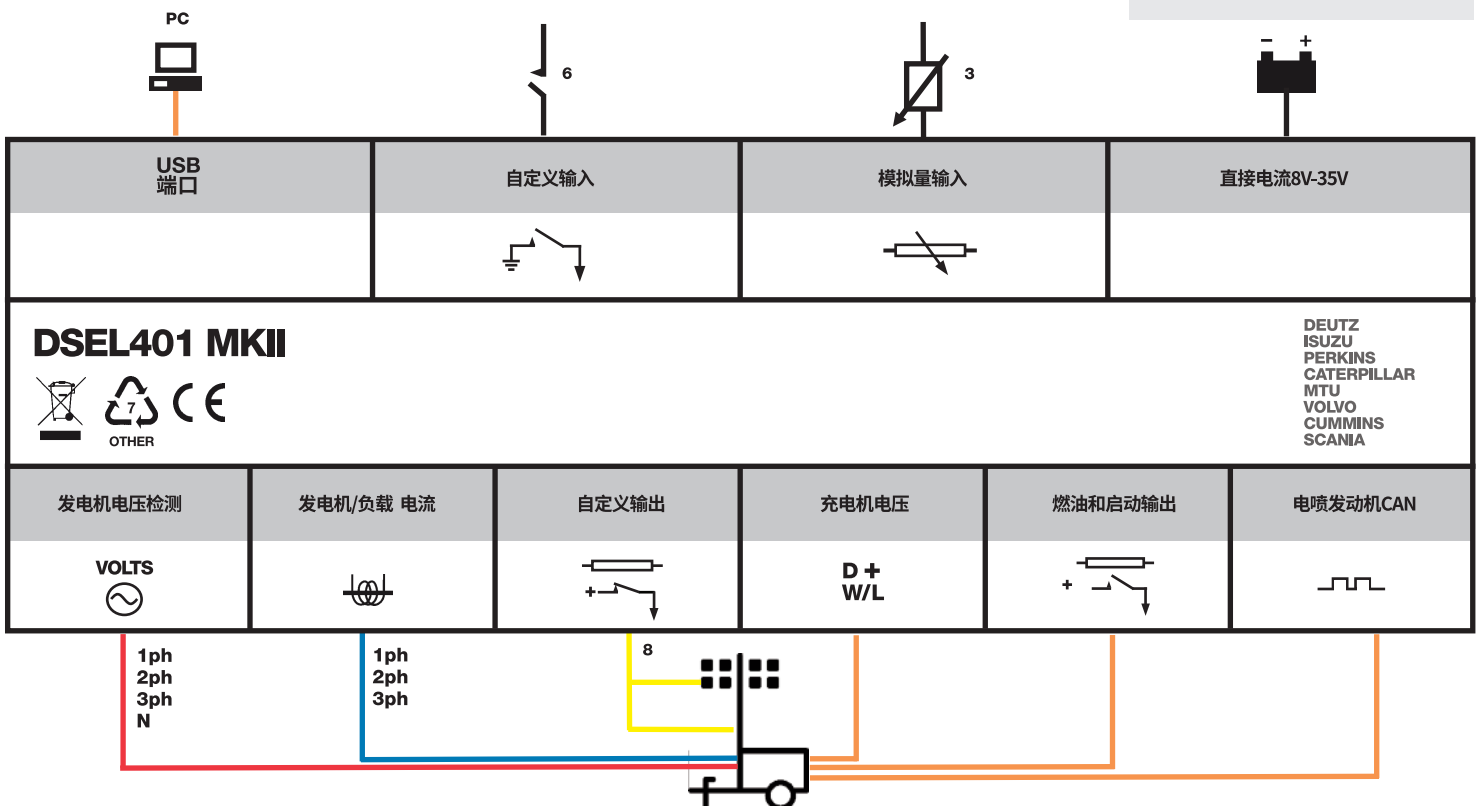 PC
6
3
− +
USB
端口
自定义输入
模拟量输入
直接电流8V-35V
DSEL401 MKII
7
OTHER
CE
DEUTZ
ISUZU
PERKINS
CATERPILLAR
MTU
VOLVO
CUMMINS
SCANIA
发电机电压检测
发电机/负载 电流
自定义输出
充电机电压
燃油和启动输出
电喷发动机CAN
VOLTS
+
D +
W/L
+
1ph
2ph
3ph
N
1ph
2ph
3ph
8